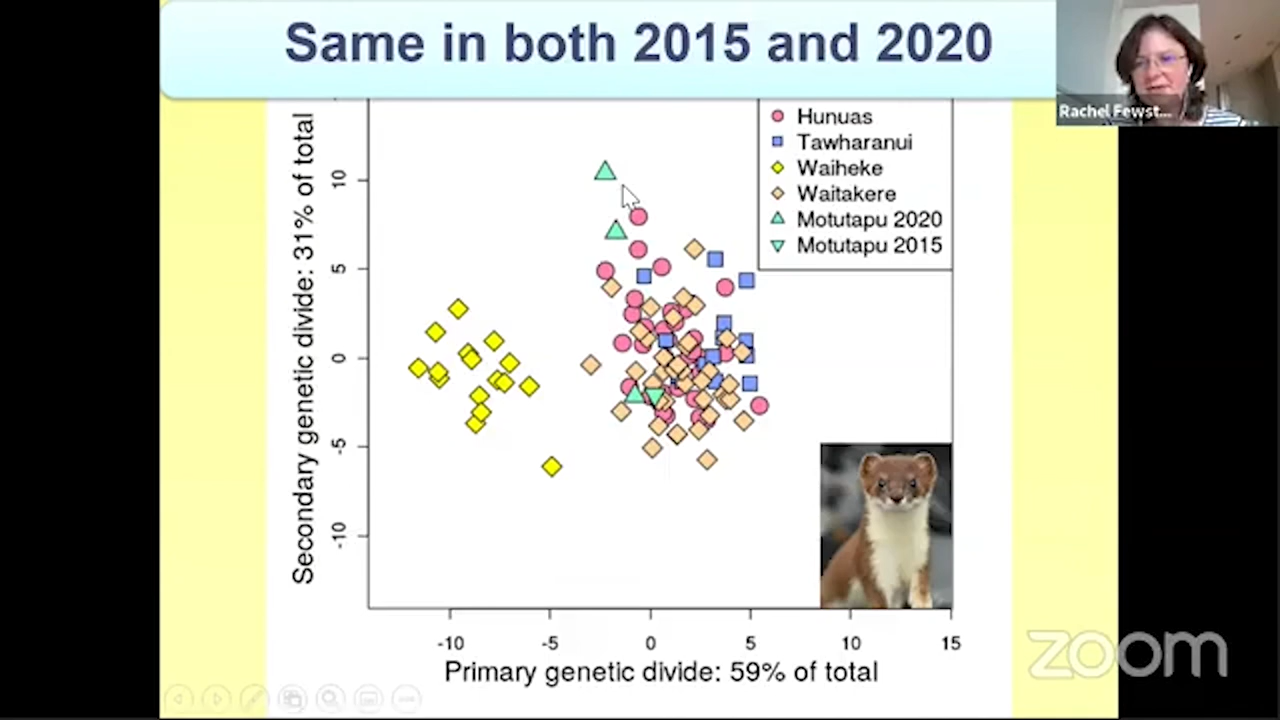 Same in both 2015 and 2020
Rachel Fewst...
Hunuas
Tawharanui
Waiheke
Waitakere
Motutapu 2020
Motutapu 2015
Secondary genetic divide: 31% of total
10
5
0
-5
-10
-10
-5
0
5
10
15
Primary genetic divide: 59% of total
zoom